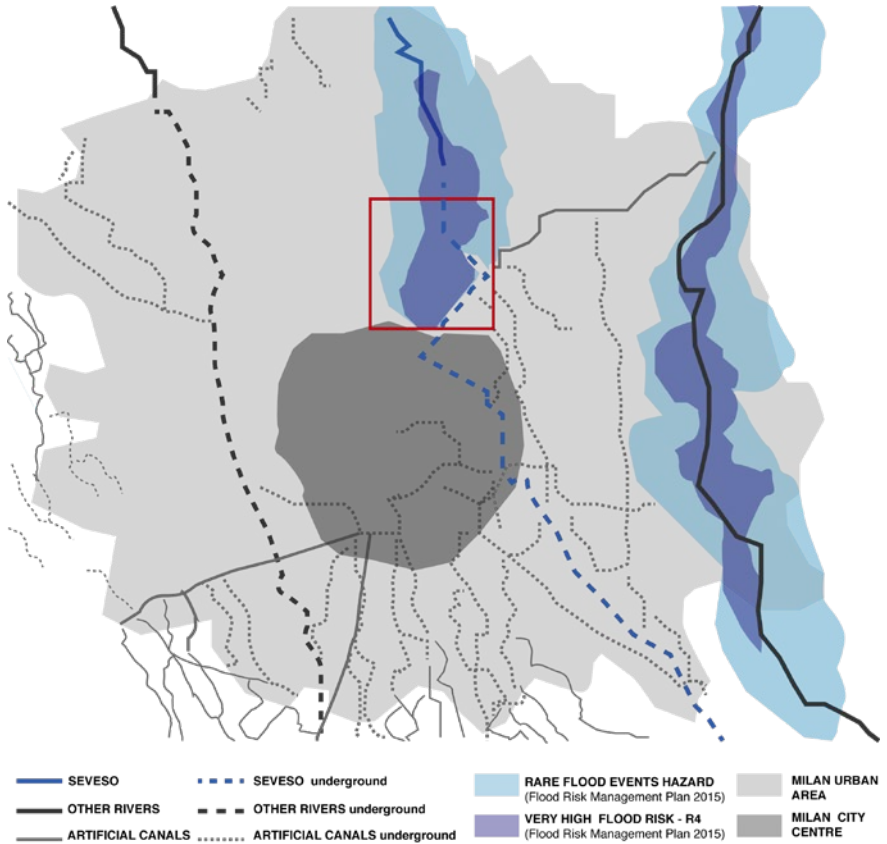 SEVESO
OTHER RIVERS
ARTIFICIAL CANALS
SEVESO underground
OTHER RIVERS underground
ARTIFICIAL CANALS underground
RARE FLOOD EVENTS HAZARD
(Flood Risk Management Plan 2015)
VERY HIGH FLOOD RISK - R4
(Flood Risk Management Plan 2015)
MILAN URBAN
AREA
MILAN CITY
CENTRE